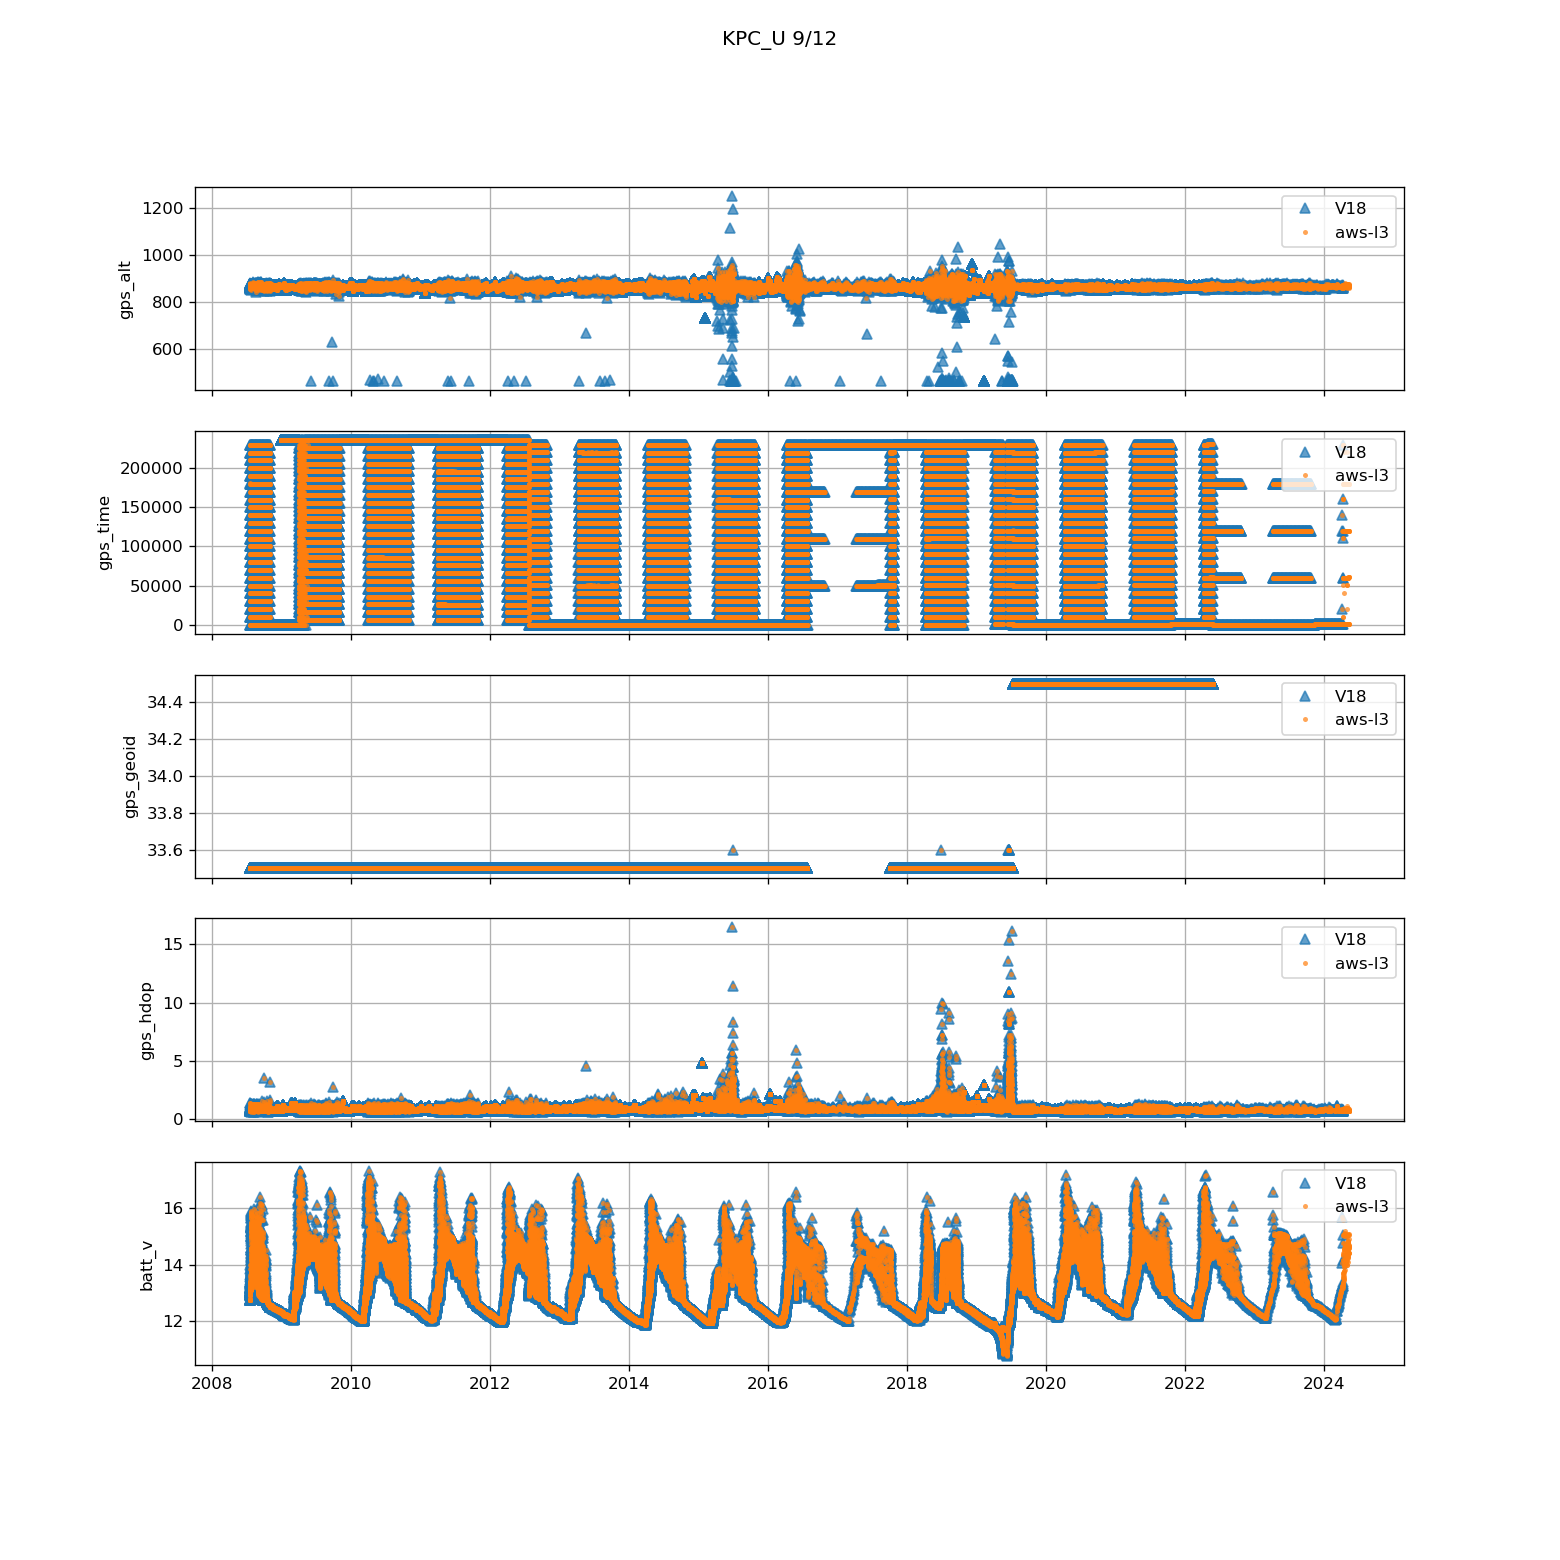 KPC_U 9/12
gps_alt
1200
1000
800
600
V18
aws-l3
gps_time
200000
150000
100000
50000
0
V18
aws-l3
gps_geoid
34.4
34.2
34.0
33.8
33.6
V18
aws-l3
gps_hdop
15
10
5
0
V18
aws-l3
batt_v
16
14
12
V18
aws-l3
2008 2010 2012 2014 2016 2018 2020 2022 2024